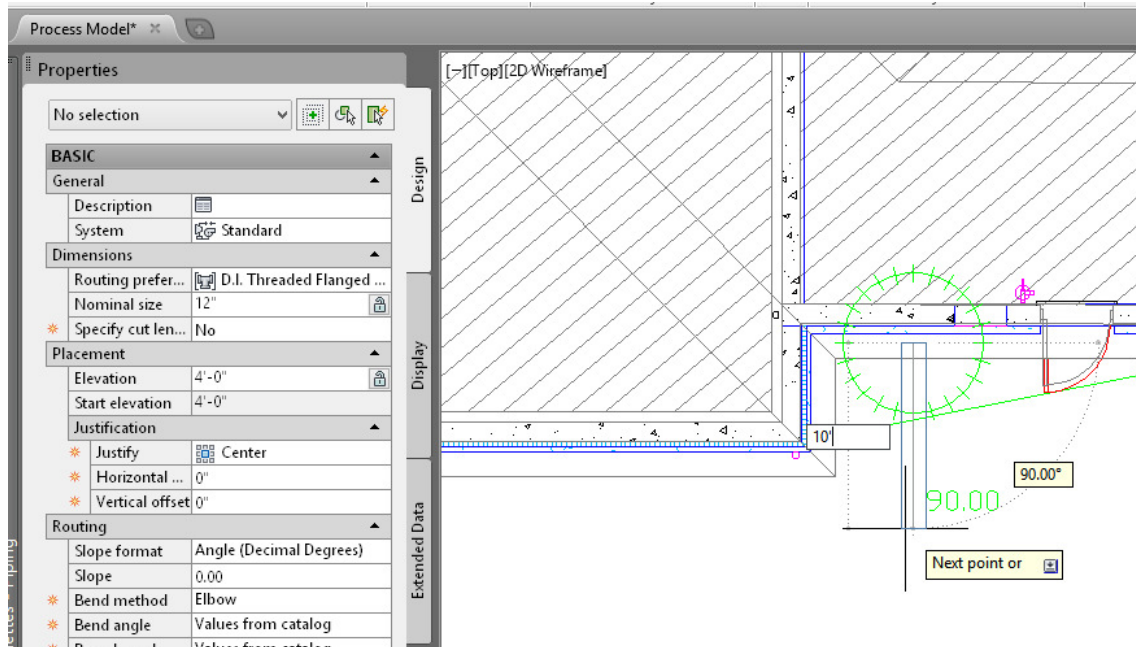 Process Model*
Properties
[−][Top][2D Wireframe]
No selection
BASIC
General
Description
System Standard
Dimensions
Routing prefer... D.I. Threaded Flanged ...
Nominal size 12"
Specify cut len... No
Placement
Elevation 4'-0"
Start elevation 4'-0"
Justification
Justify Center
Horizontal ... 0"
Vertical offset 0"
Routing
Slope format Angle (Decimal Degrees)
Slope 0.00
Bend method Elbow
Bend angle Values from catalog
Design
Display
Extended Data
10'
90.00°
90.00
Next point or